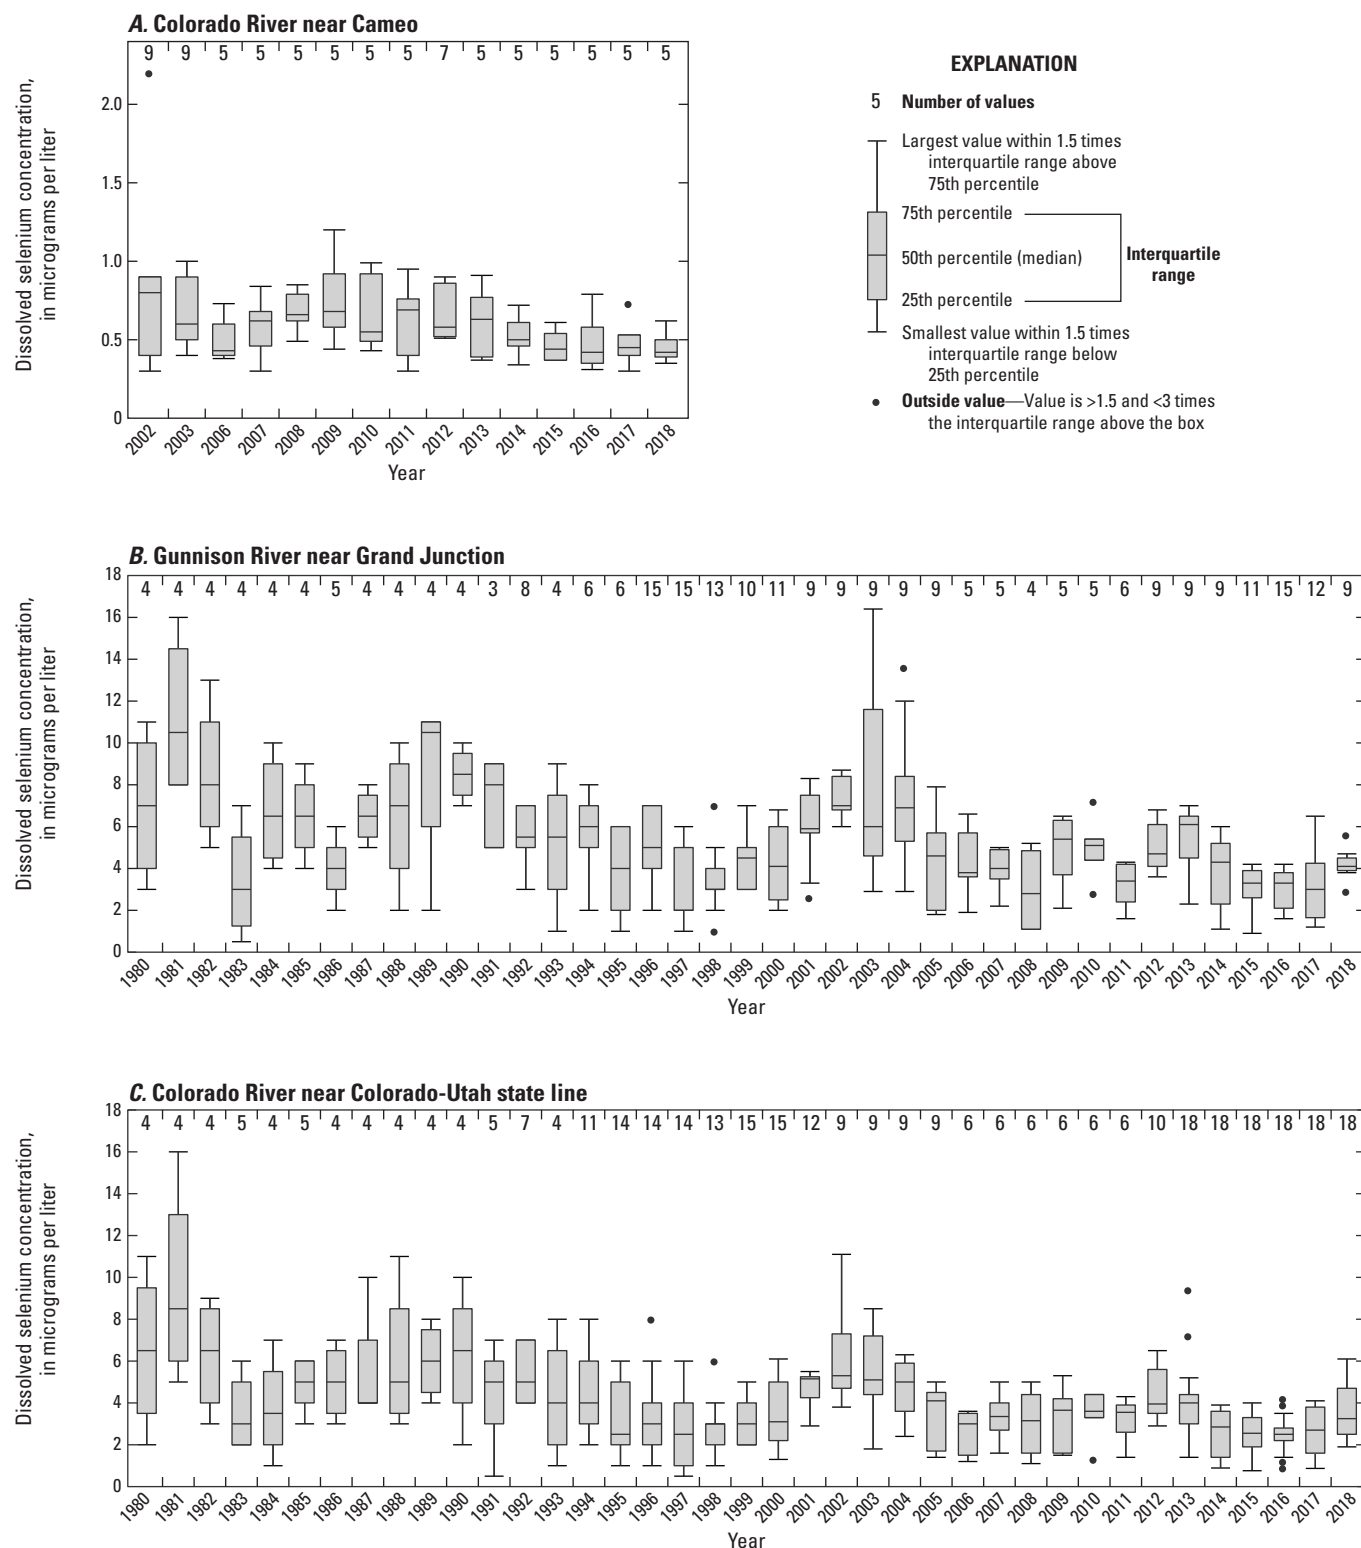 A. Colorado River near Cameo
9 9 5 5 5 5 5 5 7 5 5 5 5 5 5
Dissolved selenium concentration,
in micrograms per liter
2.0
1.5
1.0
0.5
0
2002 2003 2006 2007 2008 2009 2010 2011 2012 2013 2014 2015 2016 2017 2018
Year
EXPLANATION
5 Number of values
Largest value within 1.5 times
interquartile range above
75th percentile
75th percentile
50th percentile (median)
Interquartile
range
25th percentile
Smallest value within 1.5 times
interquartile range below
25th percentile
Outside value—Value is >1.5 and <3 times
the interquartile range above the box
B. Gunnison River near Grand Junction
4 4 4 4 4 4 5 4 4 4 4 3 8 4 6 6 15 15 13 10 11 9 9 9 9 9 5 5 4 5 5 6 9 9 9 11 15 12 9
Dissolved selenium concentration,
in micrograms per liter
18
16
14
12
10
8
6
4
2
0
1980 1981 1982 1983 1984 1985 1986 1987 1988 1989 1990 1991 1992 1993 1994 1995 1996 1997 1998 1999 2000 2001 2002 2003 2004 2005 2006 2007 2008 2009 2010 2011 2012 2013 2014 2015 2016 2017 2018
Year
C. Colorado River near Colorado-Utah state line
4 4 4 5 4 5 4 4 4 4 4 5 7 4 11 14 14 14 13 15 15 12 9 9 9 9 6 6 6 6 6 6 10 18 18 18 18 18 18
Dissolved selenium concentration,
in micrograms per liter
18
16
14
12
10
8
6
4
2
0
1980 1981 1982 1983 1984 1985 1986 1987 1988 1989 1990 1991 1992 1993 1994 1995 1996 1997 1998 1999 2000 2001 2002 2003 2004 2005 2006 2007 2008 2009 2010 2011 2012 2013 2014 2015 2016 2017 2018
Year